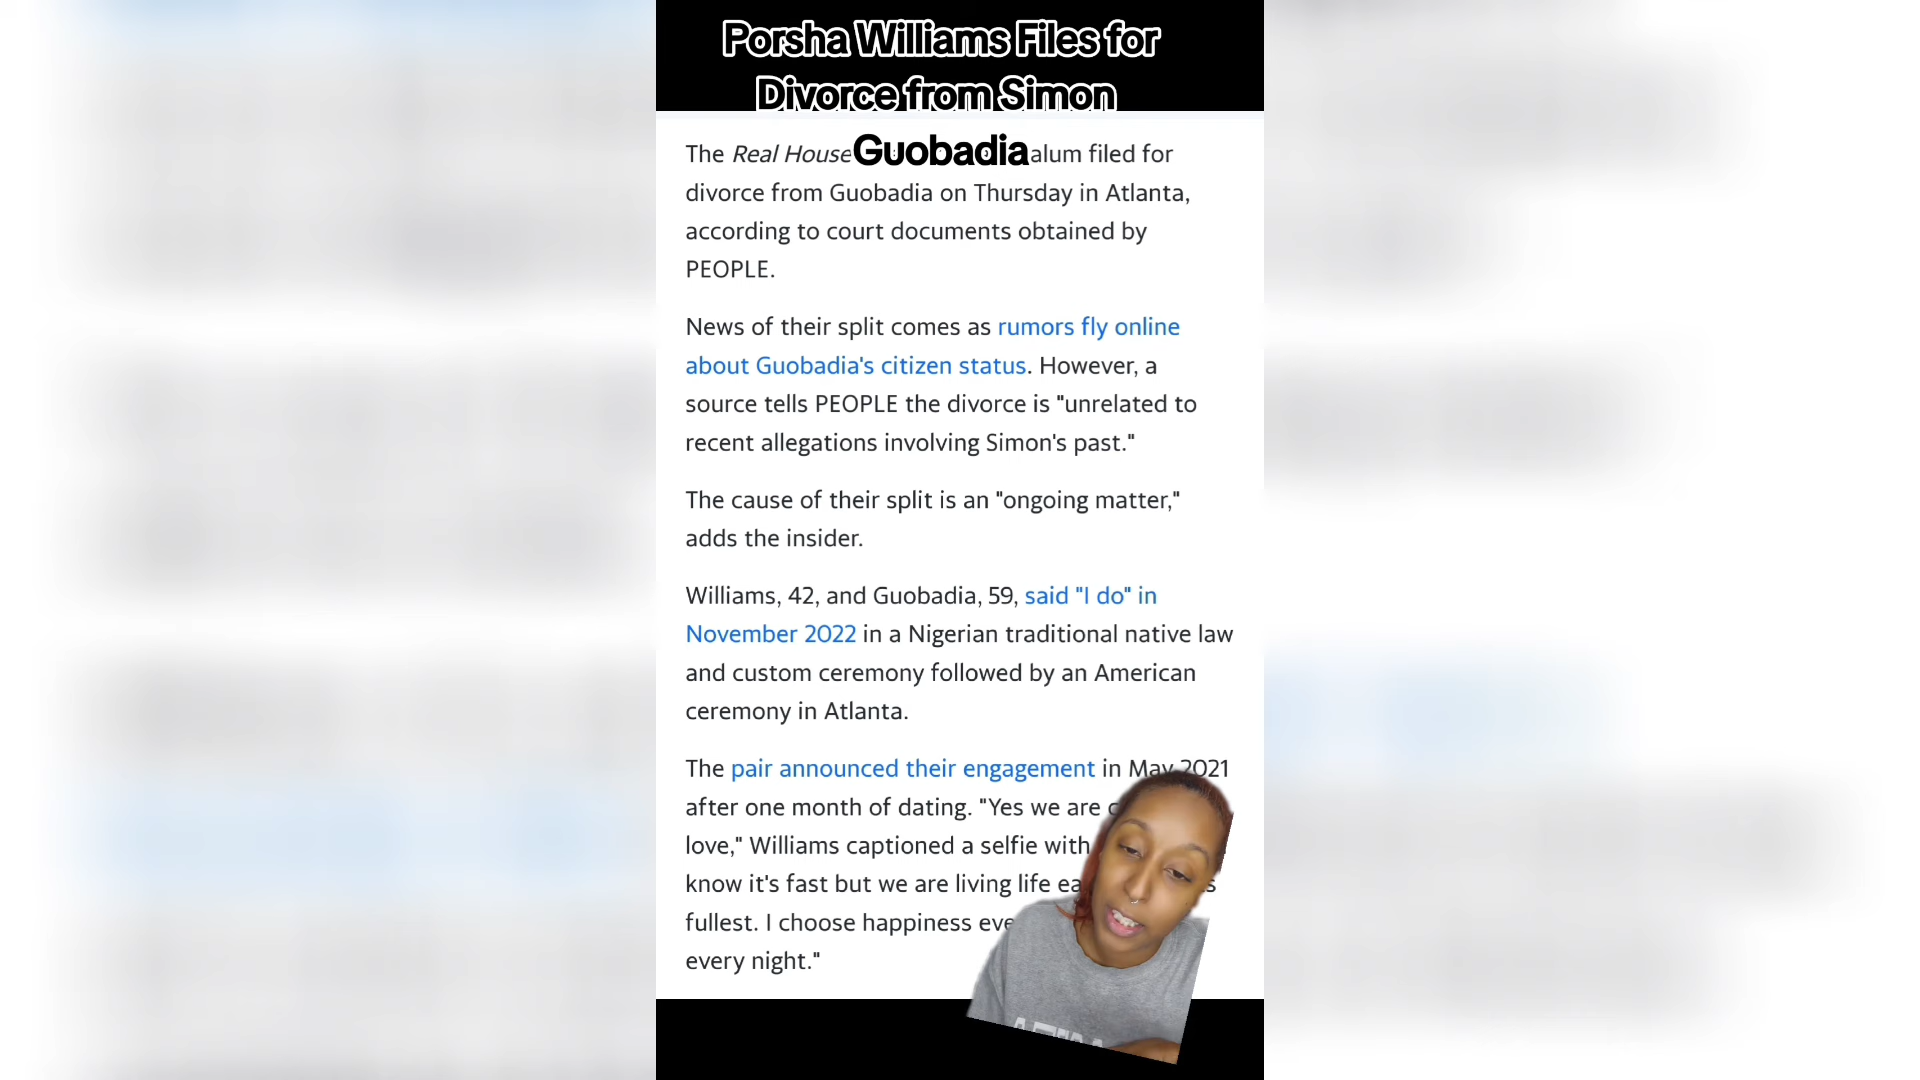 Porsha Williams Files for
Divorce from Simon
Guobadia
The Real House alum filed for
divorce from Guobadia on Thursday in Atlanta,
according to court documents obtained by
PEOPLE.
News of their split comes as rumors fly online
about Guobadia's citizen status. However, a
source tells PEOPLE the divorce is "unrelated to
recent allegations involving Simon's past."
The cause of their split is an "ongoing matter,"
adds the insider.
Williams, 42, and Guobadia, 59, said "I do" in
November 2022 in a Nigerian traditional native law
and custom ceremony followed by an American
ceremony in Atlanta.
The pair announced their engagement in May 2021
after one month of dating. "Yes we are
love," Williams captioned a selfie with
know it's fast but we are living life
fullest. I choose happiness
every night."